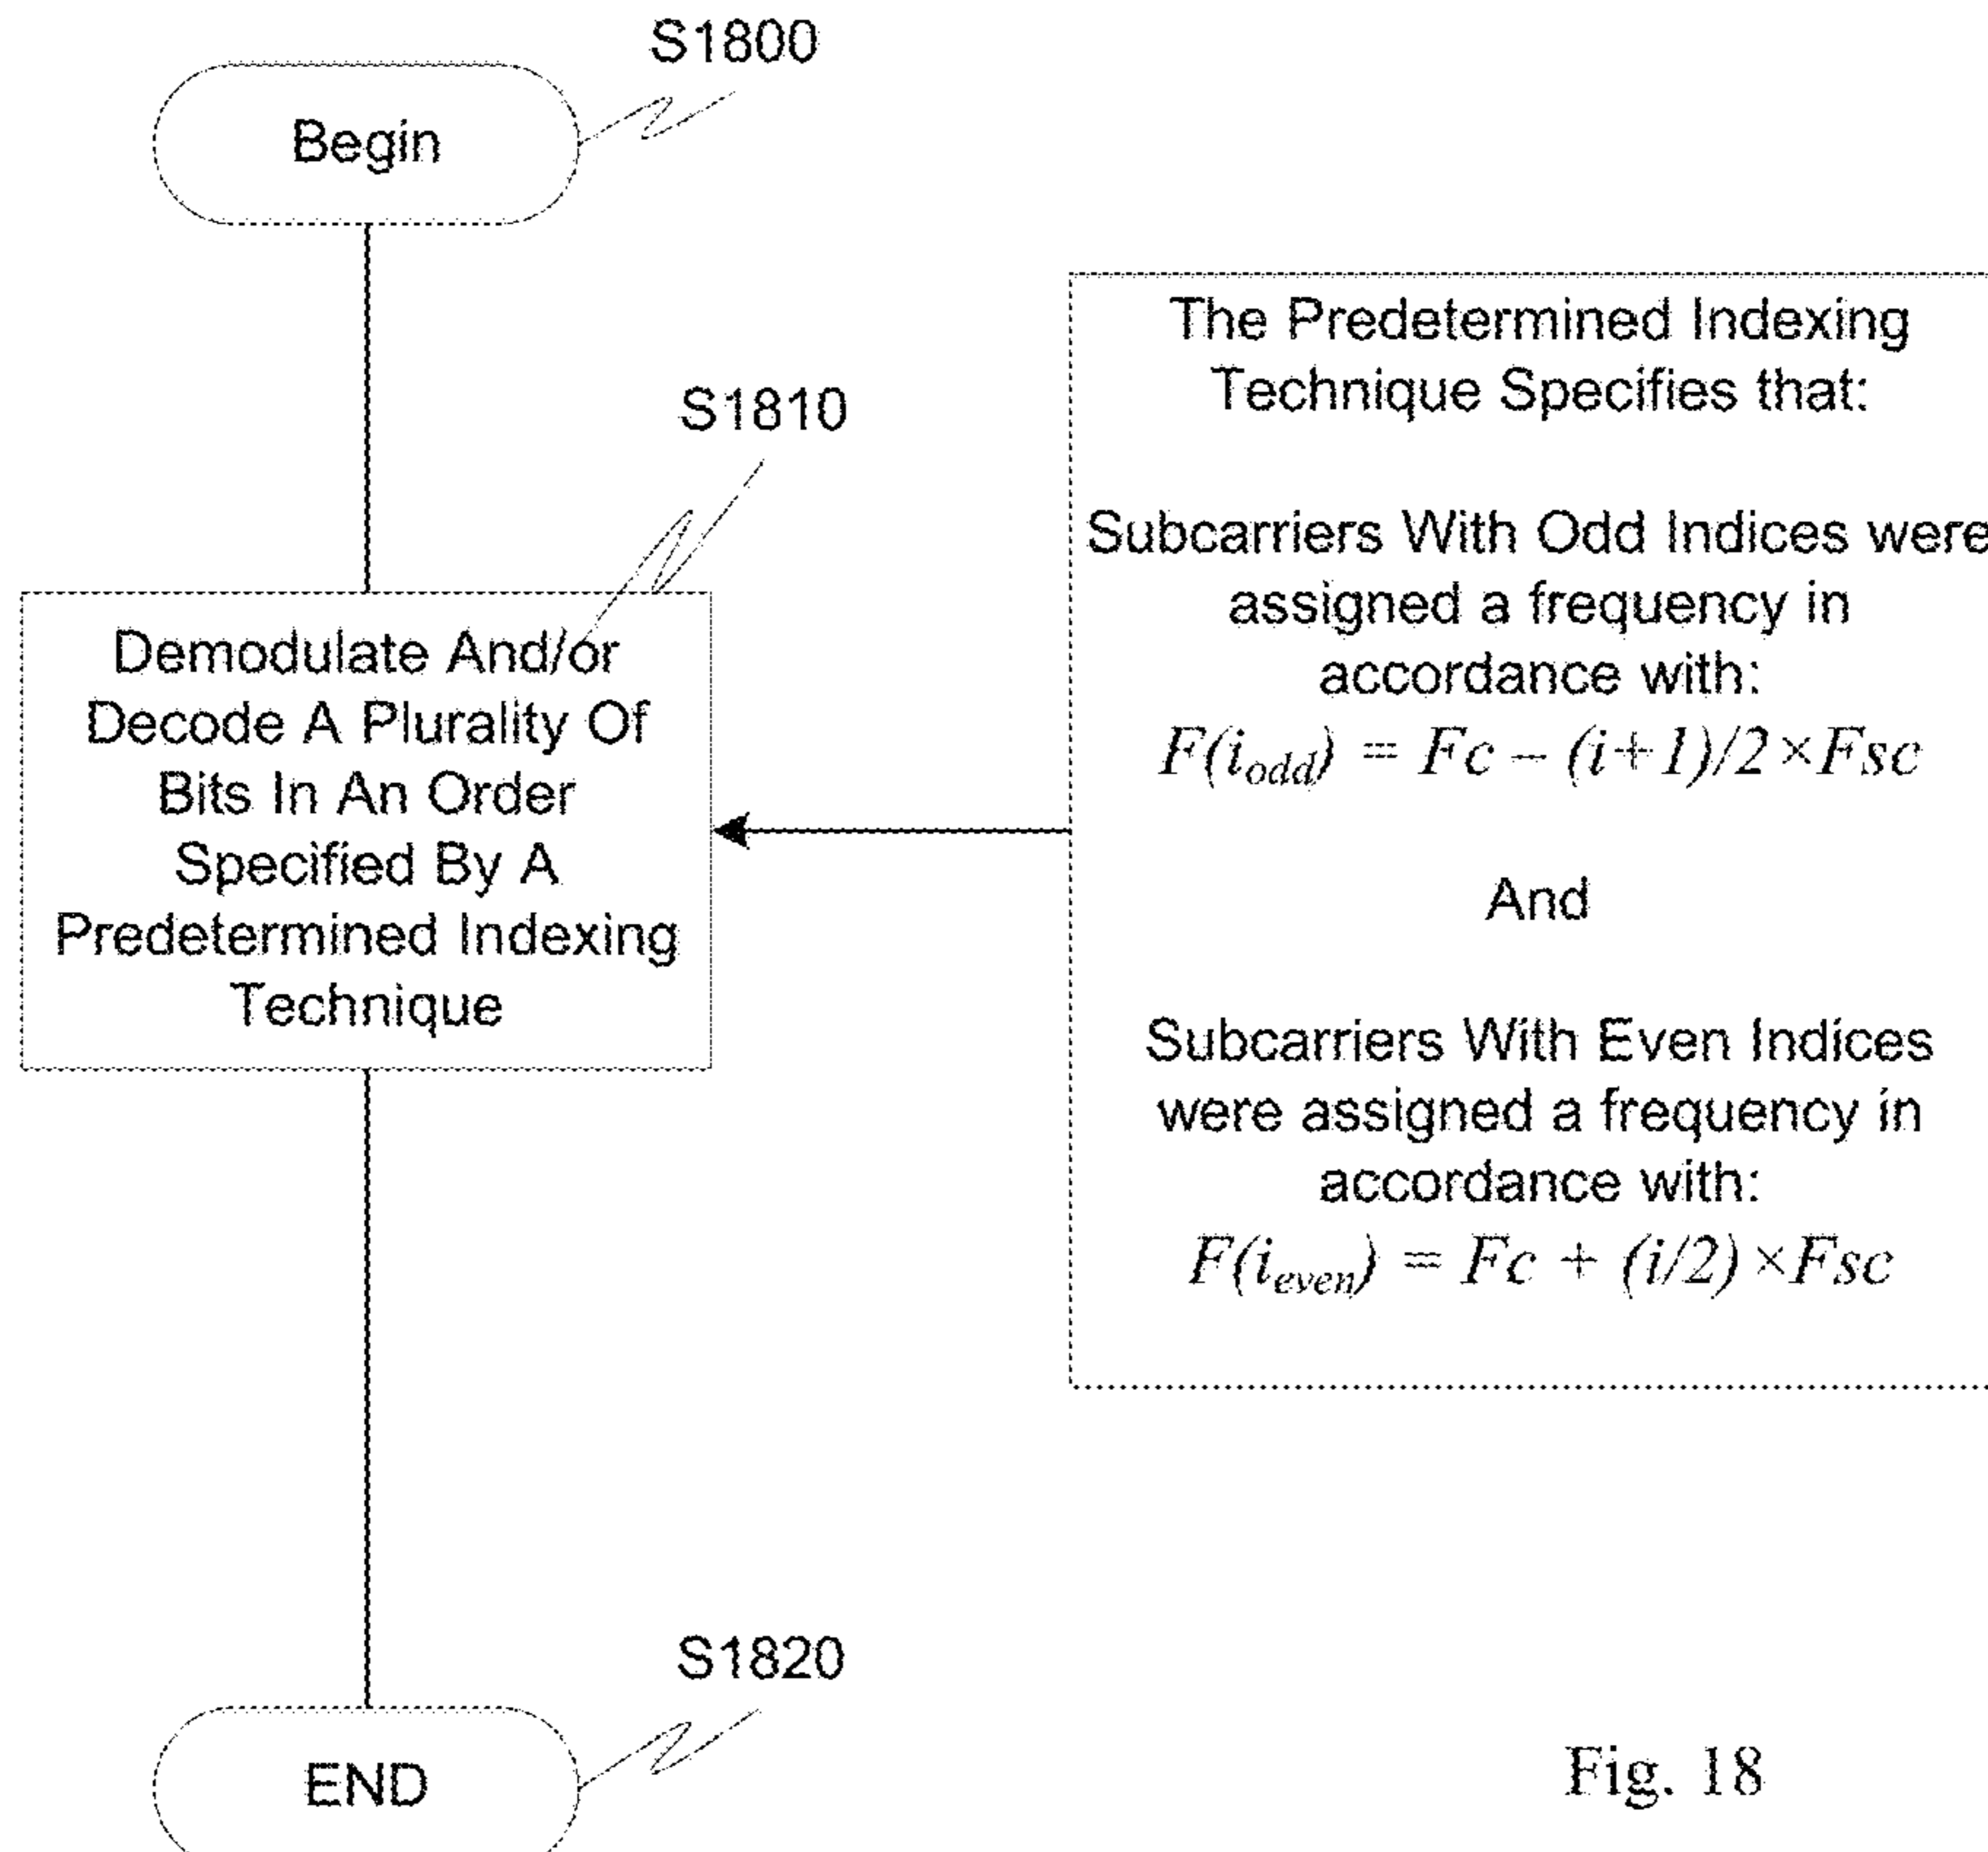 S1800
Begin
S1810
Demodulate And/or
Decode A Plurality Of
Bits In An Order
Specified By A
Predetermined Indexing
Technique
The Predetermined Indexing
Technique Specifies that:
Subcarriers With Odd Indices were
assigned a frequency in
accordance with:
F(i_odd) = Fc – (i+1)/2×Fsc
And
Subcarriers With Even Indices
were assigned a frequency in
accordance with:
F(i_even) = Fc + (i/2)×Fsc
S1820
END
Fig. 18